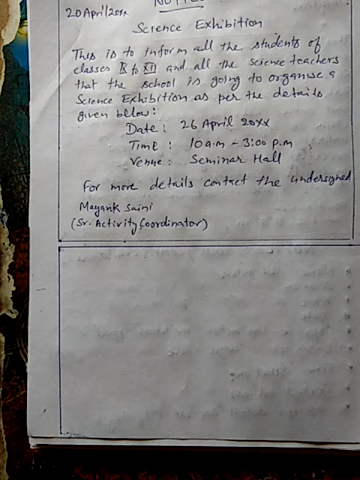 NOTICE
20 April 20xx
Science Exhibition
This is to inform all the students of
classes IX to XII and all the science teachers
that the school is going to organise a
Science Exhibition as per the details
given below:
Date : 26 April 20xx
Time : 10 a.m - 3:00 p.m
Venue : Seminar Hall
For more details contact the undersigned
Mayank Saini
(Sr. Activity Coordinator)